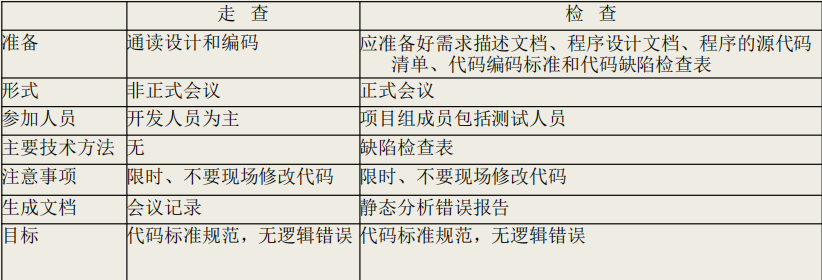 走 查 检 查
准备 通读设计和编码 应准备好需求描述文档、程序设计文档、程序的源代码
清单、代码编码标准和代码缺陷检查表
形式 非正式会议 正式会议
参加人员 开发人员为主 项目组成员包括测试人员
主要技术方法 无 缺陷检查表
注意事项 限时、不要现场修改代码 限时、不要现场修改代码
生成文档 会议记录 静态分析错误报告
目标 代码标准规范，无逻辑错误 代码标准规范，无逻辑错误